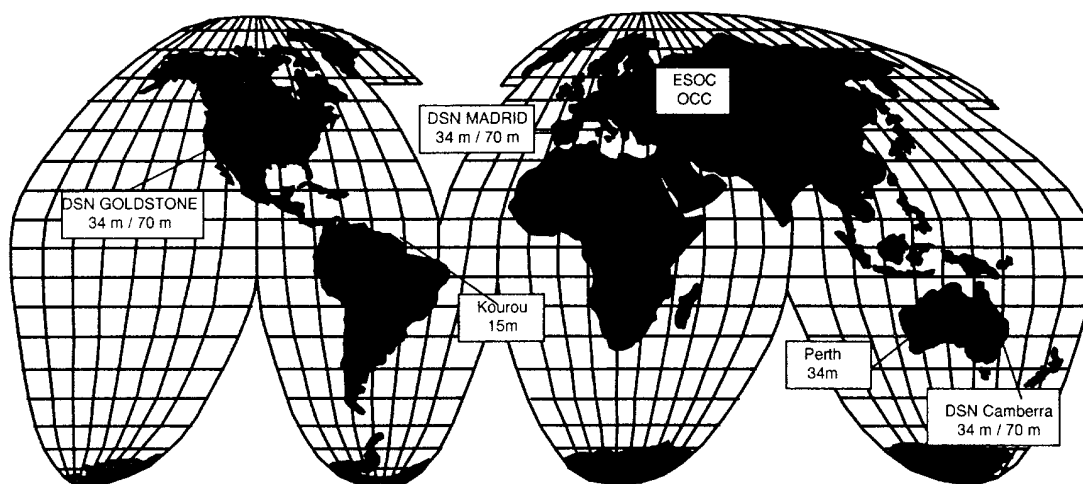 ESOC
OCC
DSN MADRID
34 m / 70 m
DSN GOLDSTONE
34 m / 70 m
Kourou
15m
Perth
34m
DSN Camberra
34 m / 70 m